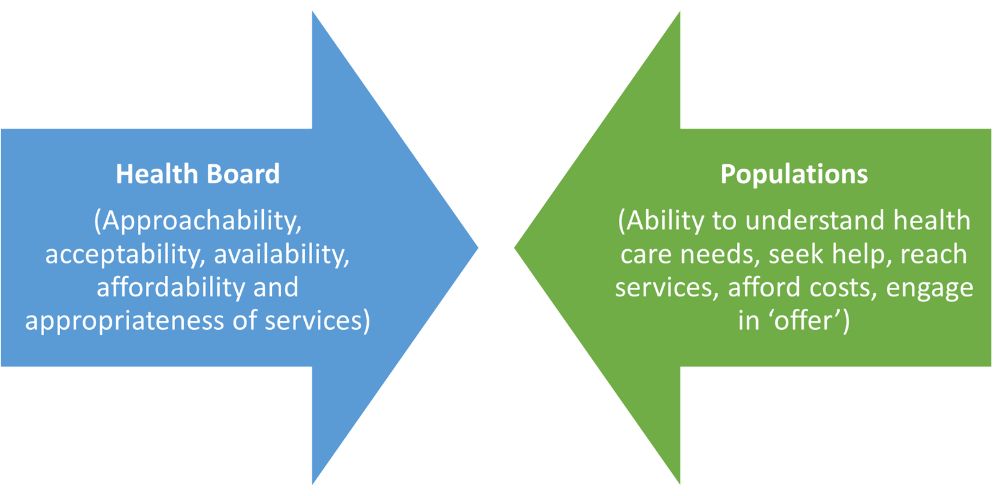 Health Board
(Approachability,
acceptability, availability,
affordability and
appropriateness of services)
Populations
(Ability to understand health
care needs, seek help, reach
services, afford costs, engage
in ‘offer’)